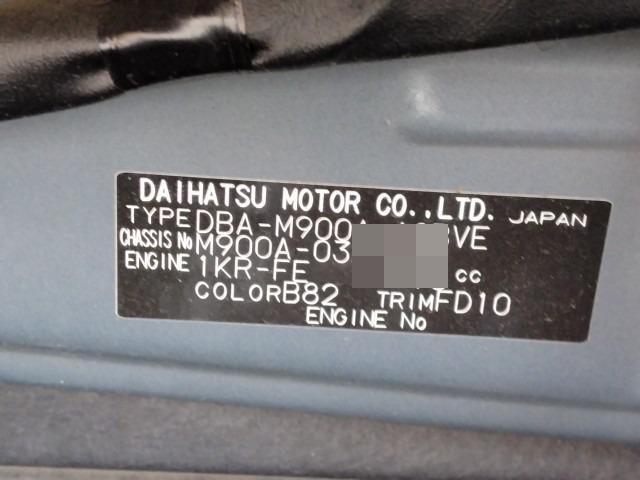 DAIHATSU MOTOR CO.,LTD. JAPAN
TYPE DBA-M900A
CHASSIS No M900A-03
ENGINE 1KR-FE cc
COLOR B82 TRIM FD10
ENGINE No